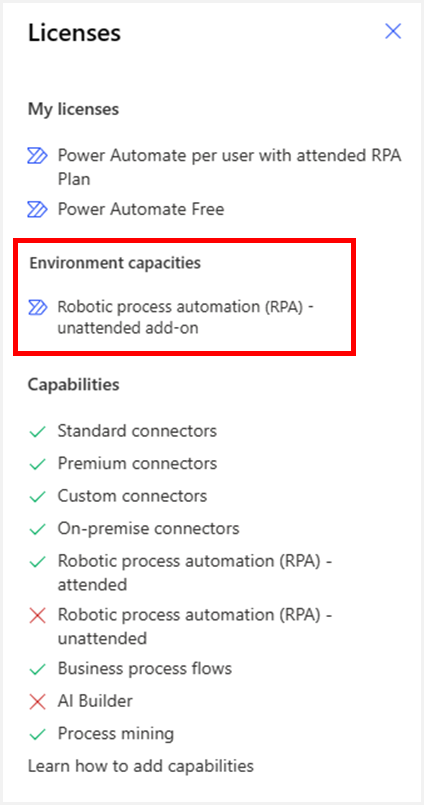 Licenses
My licenses
Power Automate per user with attended RPA
Plan
Power Automate Free
Environment capacities
Robotic process automation (RPA) -
unattended add-on
Capabilities
Standard connectors
Premium connectors
Custom connectors
On-premise connectors
Robotic process automation (RPA) -
attended
Robotic process automation (RPA) -
unattended
Business process flows
AI Builder
Process mining
Learn how to add capabilities